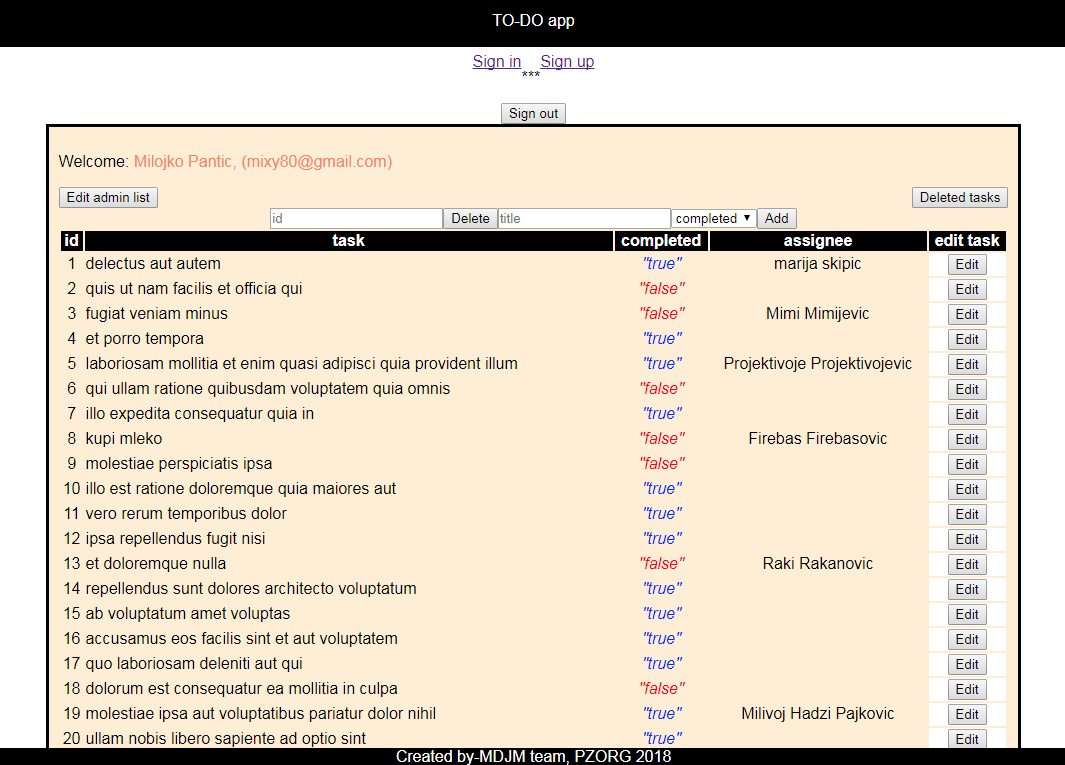 TO-DO app
Sign in Sign up
***
Sign out
Welcome: Milojko Pantic, (mixy80@gmail.com)
Edit admin list Deleted tasks
id Delete title completed Add
id task completed assignee edit task
1 delectus aut autem "true" marija skipic Edit
2 quis ut nam facilis et officia qui "false" Edit
3 fugiat veniam minus "false" Mimi Mimijevic Edit
4 et porro tempora "true" Edit
5 laboriosam mollitia et enim quasi adipisci quia provident illum "true" Projektivoje Projektivojevic Edit
6 qui ullam ratione quibusdam voluptatem quia omnis "false" Edit
7 illo expedita consequatur quia in "true" Edit
8 kupi mleko "false" Firebas Firebasovic Edit
9 molestiae perspiciatis ipsa "false" Edit
10 illo est ratione doloremque quia maiores aut "true" Edit
11 vero rerum temporibus dolor "true" Edit
12 ipsa repellendus fugit nisi "true" Edit
13 et doloremque nulla "false" Raki Rakanovic Edit
14 repellendus sunt dolores architecto voluptatum "true" Edit
15 ab voluptatum amet voluptas "true" Edit
16 accusamus eos facilis sint et aut voluptatem "true" Edit
17 quo laboriosam deleniti aut qui "true" Edit
18 dolorum est consequatur ea mollitia in culpa "false" Edit
19 molestiae ipsa aut voluptatibus pariatur dolor nihil "true" Milivoj Hadzi Pajkovic Edit
20 ullam nobis libero sapiente ad optio sint "true" Edit
Created by-MDJM team, PZORG 2018